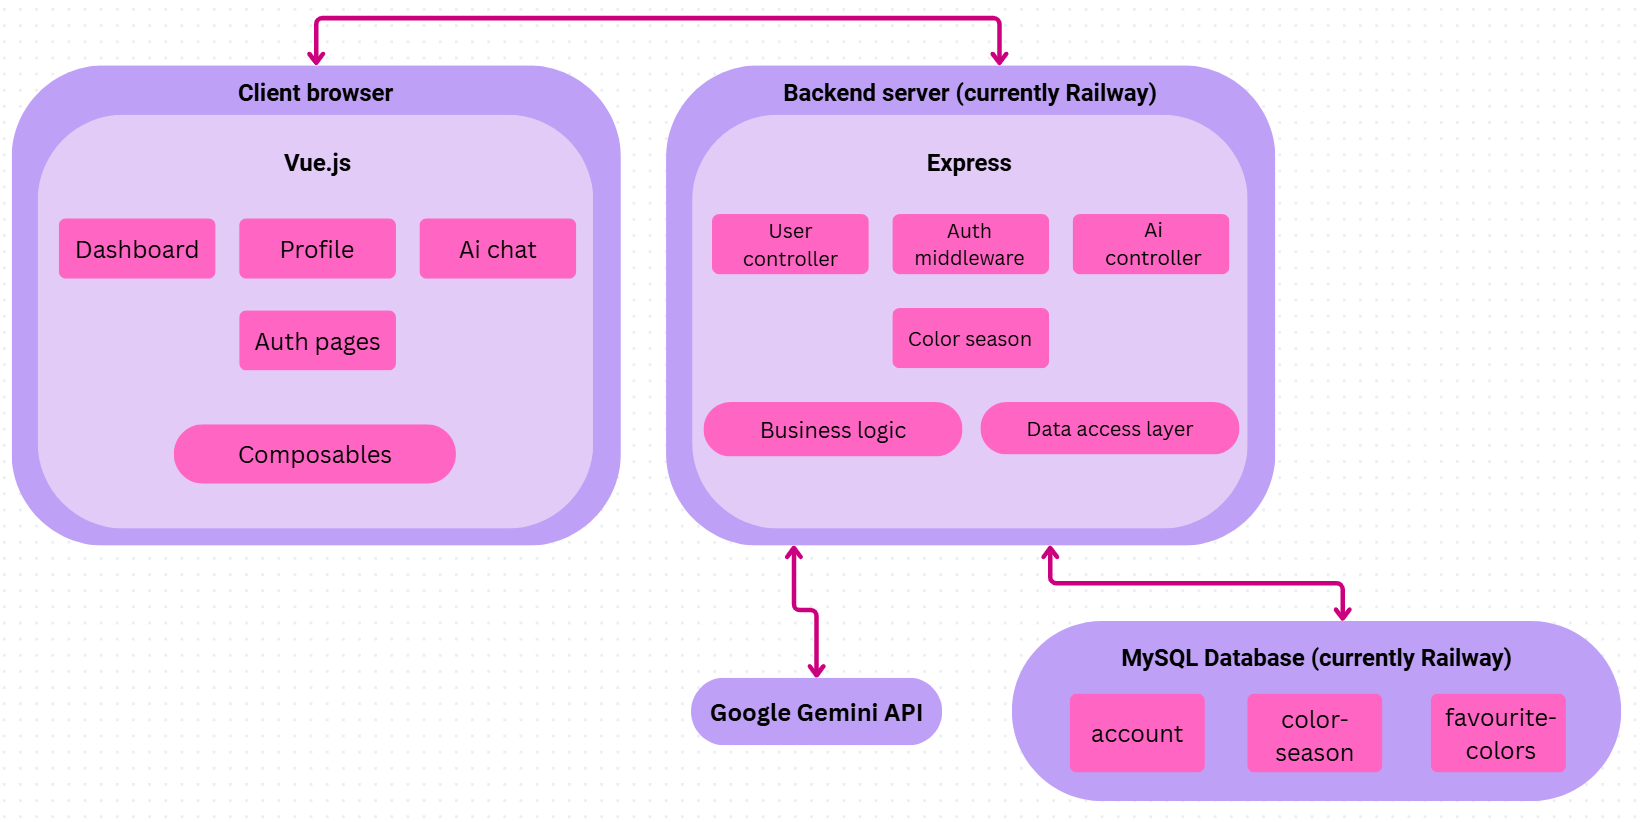 Client browser
Vue.js
Dashboard
Profile
Ai chat
Auth pages
Composables
Backend server (currently Railway)
Express
User
controller
Auth
middleware
Ai
controller
Color season
Business logic
Data access layer
Google Gemini API
MySQL Database (currently Railway)
account
color-
season
favourite-
colors